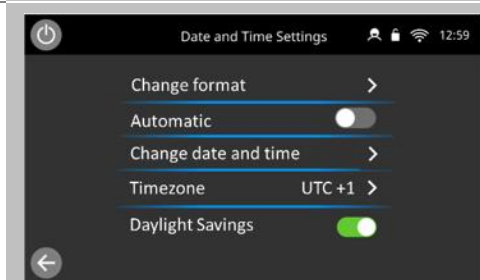 Date and Time Settings 12:59
Change format
Automatic
Change date and time
Timezone UTC +1
Daylight Savings